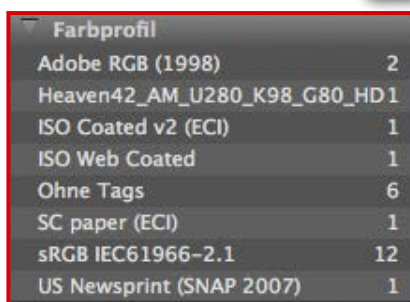 Farbprofil
Adobe RGB (1998) 2
Heaven42_AM_U280_K98_G80_HD 1
ISO Coated v2 (ECI) 1
ISO Web Coated 1
Ohne Tags 6
SC paper (ECI) 1
sRGB IEC61966-2.1 12
US Newsprint (SNAP 2007) 1